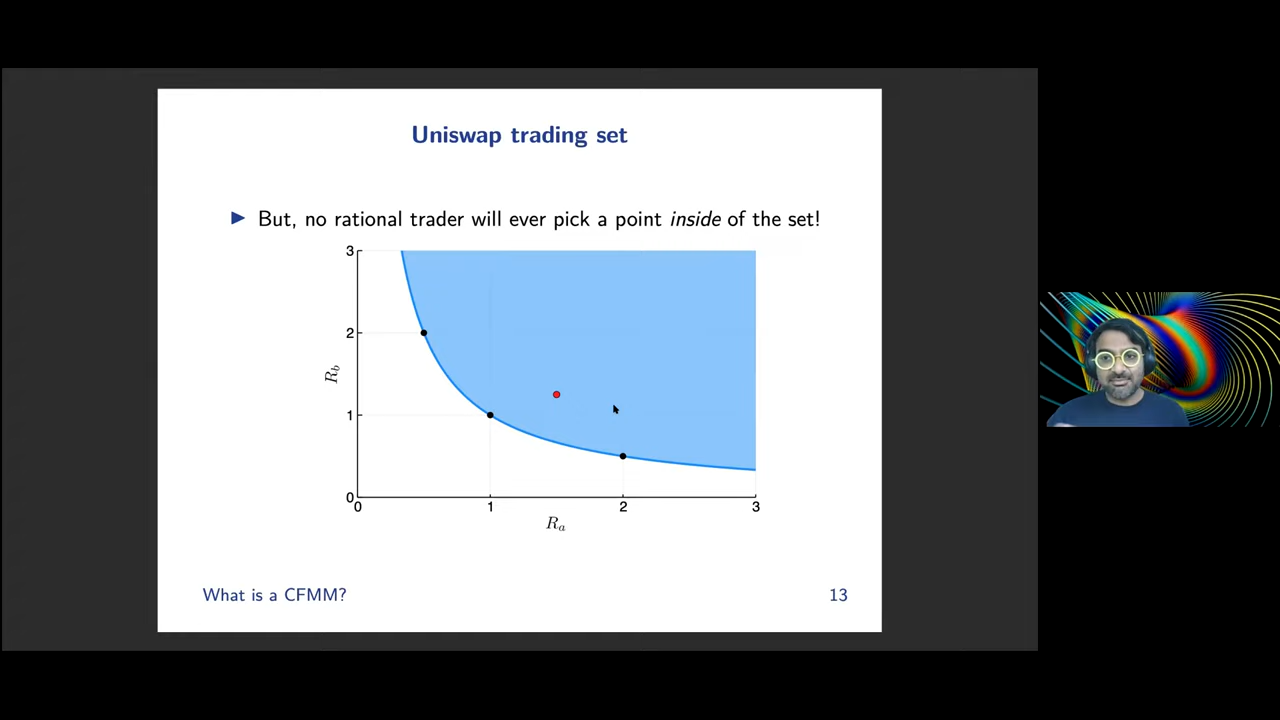 Uniswap trading set
▶ But, no rational trader will ever pick a point inside of the set!
3
2
1
0
R_b
0 1 2 3
R_a
What is a CFMM? 13